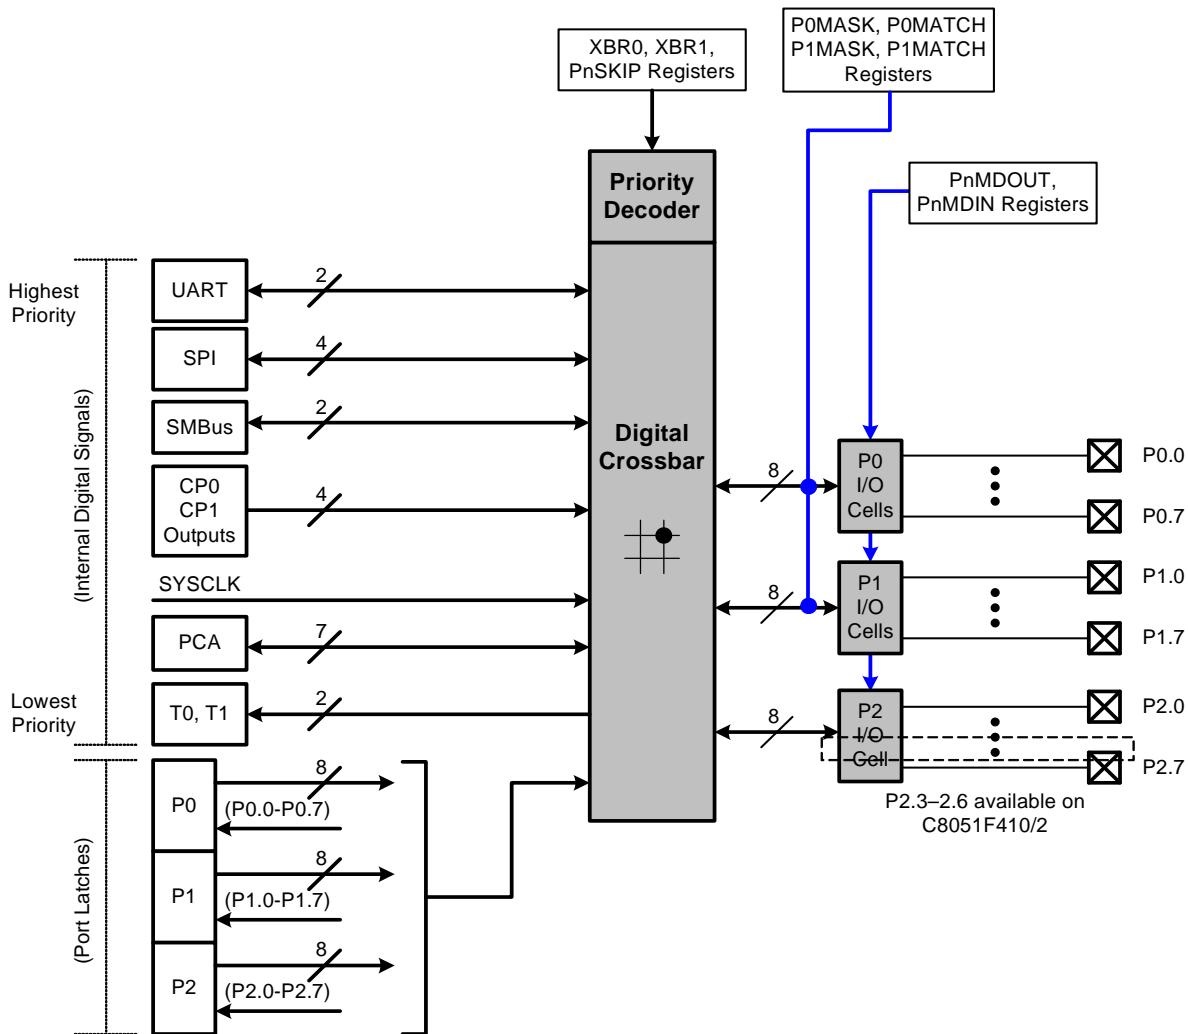 XBR0, XBR1,
PnSKIP Registers
P0MASK, P0MATCH
P1MASK, P1MATCH
Registers
PnMDOUT,
PnMDIN Registers
Priority
Decoder
Highest
Priority
(Internal Digital Signals)
Lowest
Priority
(Port Latches)
UART
2
SPI
4
SMBus
2
CP0
CP1
Outputs
4
SYSCLK
PCA
7
T0, T1
2
P0
8
(P0.0-P0.7)
P1
8
(P1.0-P1.7)
P2
8
(P2.0-P2.7)
Digital
Crossbar
8
P0
I/O
Cells
P0.0
P0.7
8
P1
I/O
Cells
P1.0
P1.7
8
P2
I/O
Cell
P2.0
P2.7
P2.3–2.6 available on
C8051F410/2